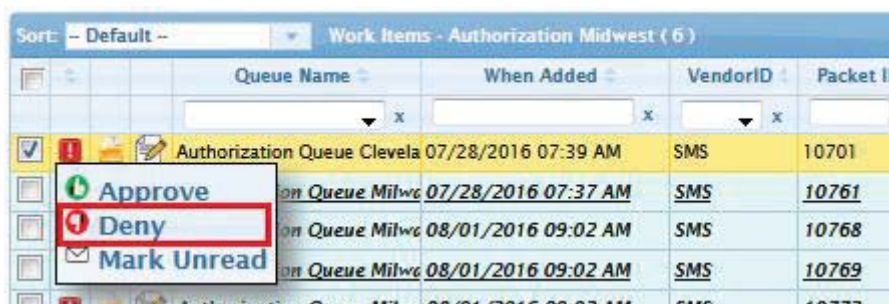 Sort: -- Default -- Work Items - Authorization Midwest ( 6 )
Queue Name When Added VendorID Packet I
x x x
Authorization Queue Clevela 07/28/2016 07:39 AM SMS 10701
Approve on Queue Milwa 07/28/2016 07:37 AM SMS 10761
Deny on Queue Milwa 08/01/2016 09:02 AM SMS 10768
Mark Unread on Queue Milwa 08/01/2016 09:02 AM SMS 10769